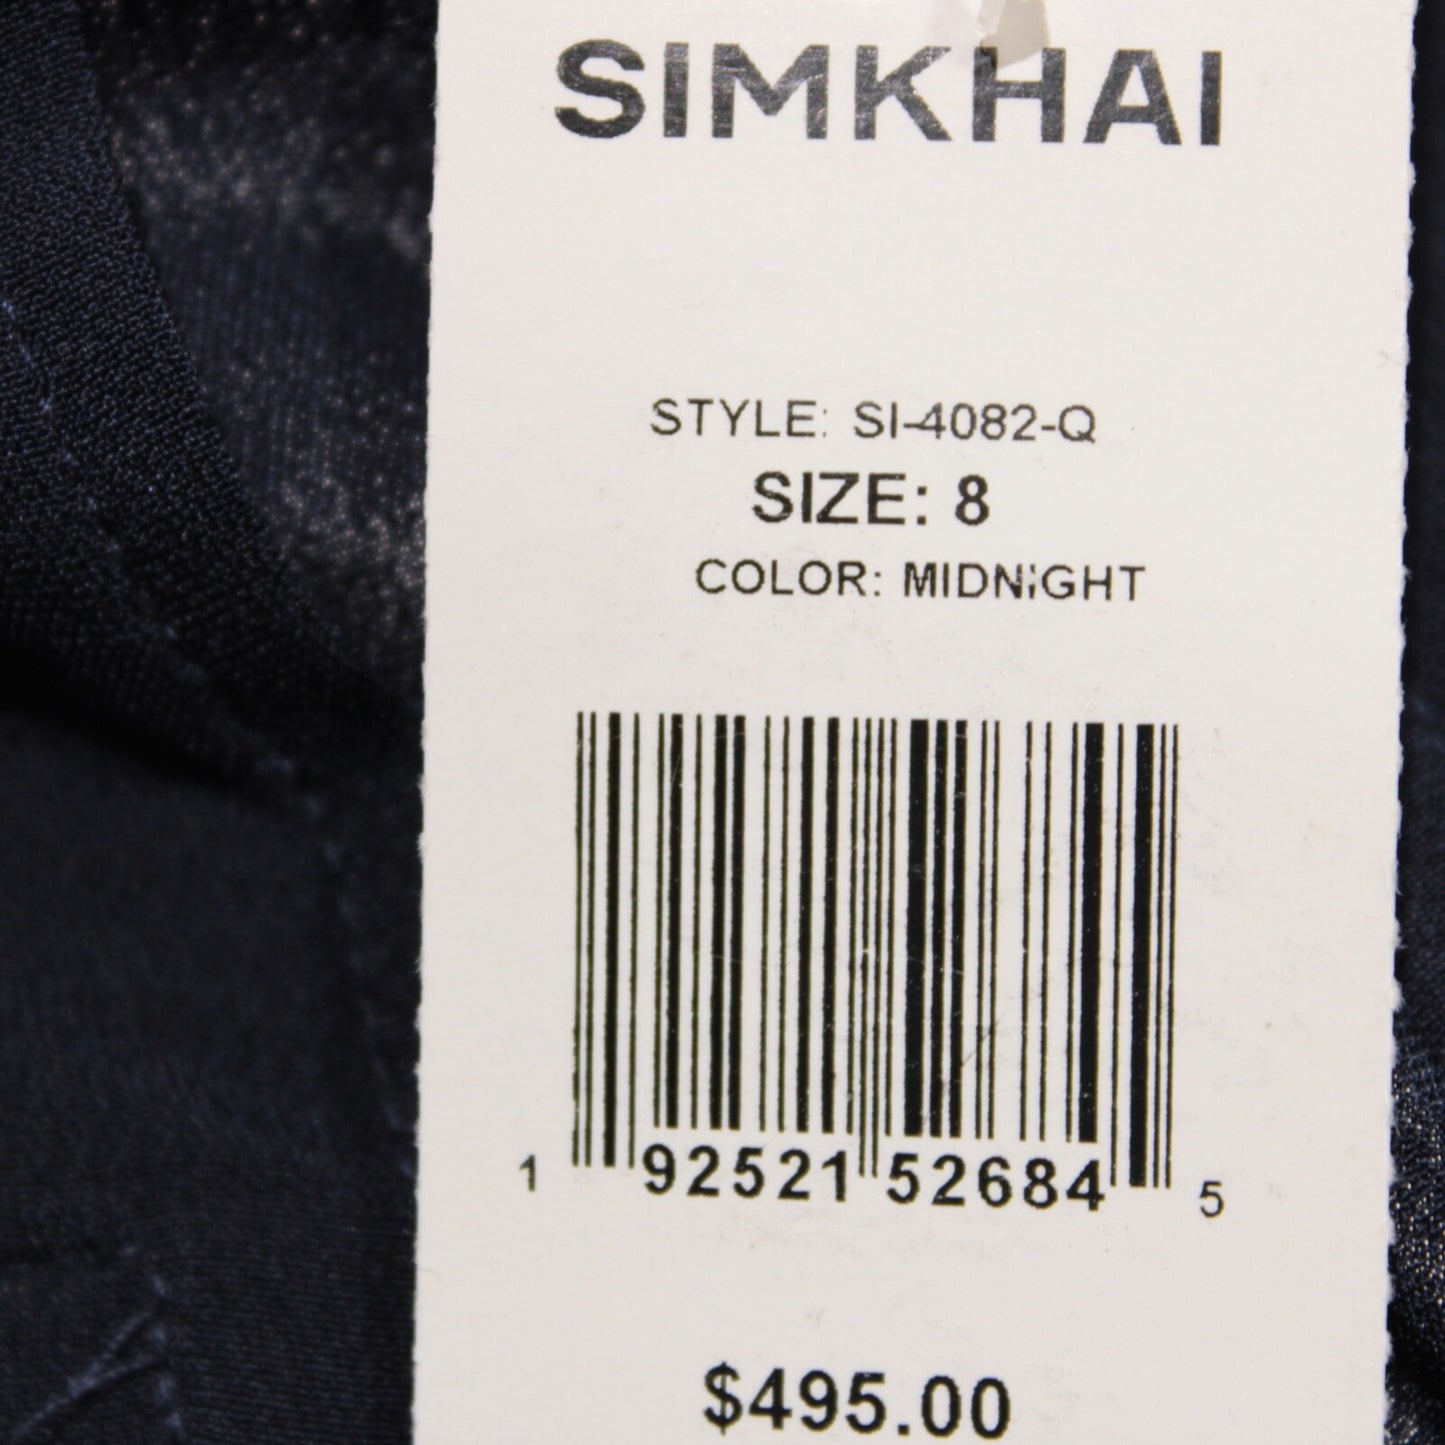 SIMKHAI
STYLE: SI-4082-Q
SIZE: 8
COLOR: MIDNIGHT
1 92521 52684 5
$495.00